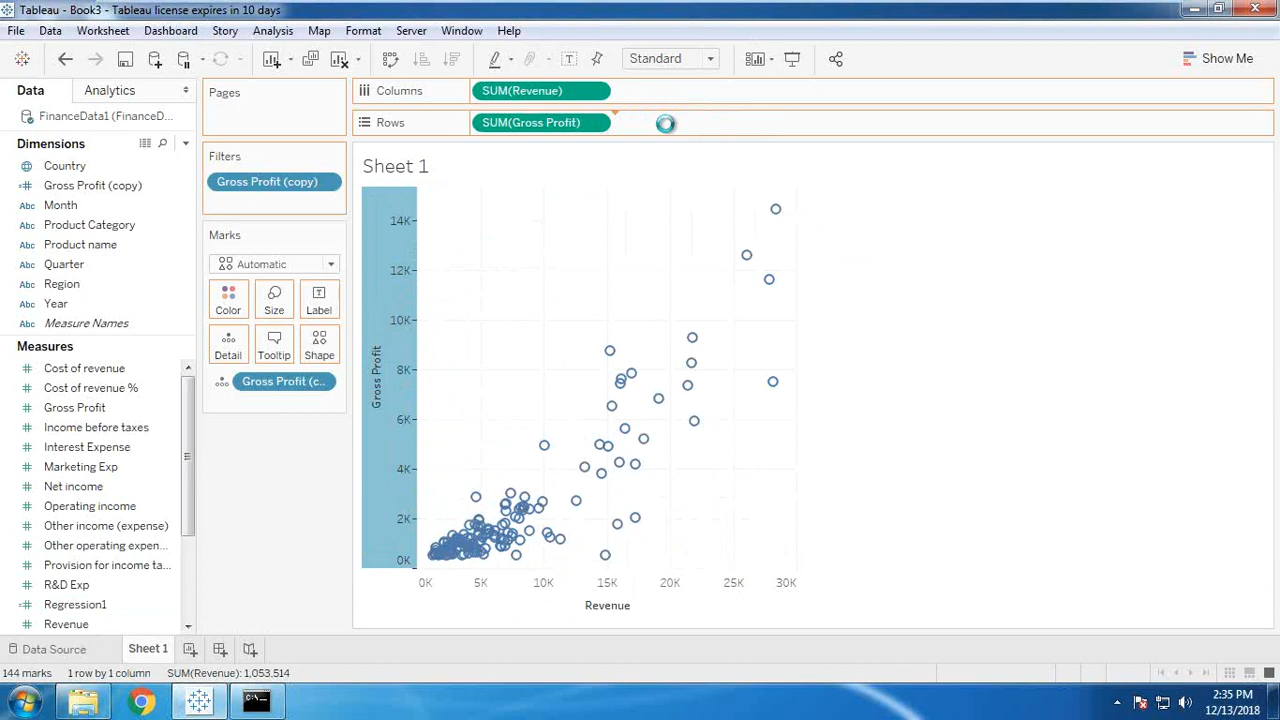 Tableau - Book3 - Tableau license expires in 10 days
File Data Worksheet Dashboard Story Analysis Map Format Server Window Help
Standard
Show Me
Data Analytics
FinanceData1 (FinanceD...
Dimensions
Country
Gross Profit (copy)
Abc Month
Abc Product Category
Abc Product name
Abc Quarter
Abc Region
Abc Year
Abc Measure Names
Measures
Cost of revenue
Cost of revenue %
Gross Profit
Income before taxes
Interest Expense
Marketing Exp
Net income
Operating income
Other income (expense)
Other operating expen...
Provision for income ta...
R&D Exp
Regression1
Revenue
Pages
Filters
Gross Profit (copy)
Marks
Automatic
Color Size Label
Detail Tooltip Shape
Gross Profit (c..
Columns SUM(Revenue)
Rows SUM(Gross Profit)
Sheet 1
Gross Profit
14K
12K
10K
8K
6K
4K
2K
0K
0K 5K 10K 15K 20K 25K 30K
Revenue
Data Source Sheet 1
144 marks 1 row by 1 column SUM(Revenue): 1,053.514
C:\.
2:35 PM
12/13/2018